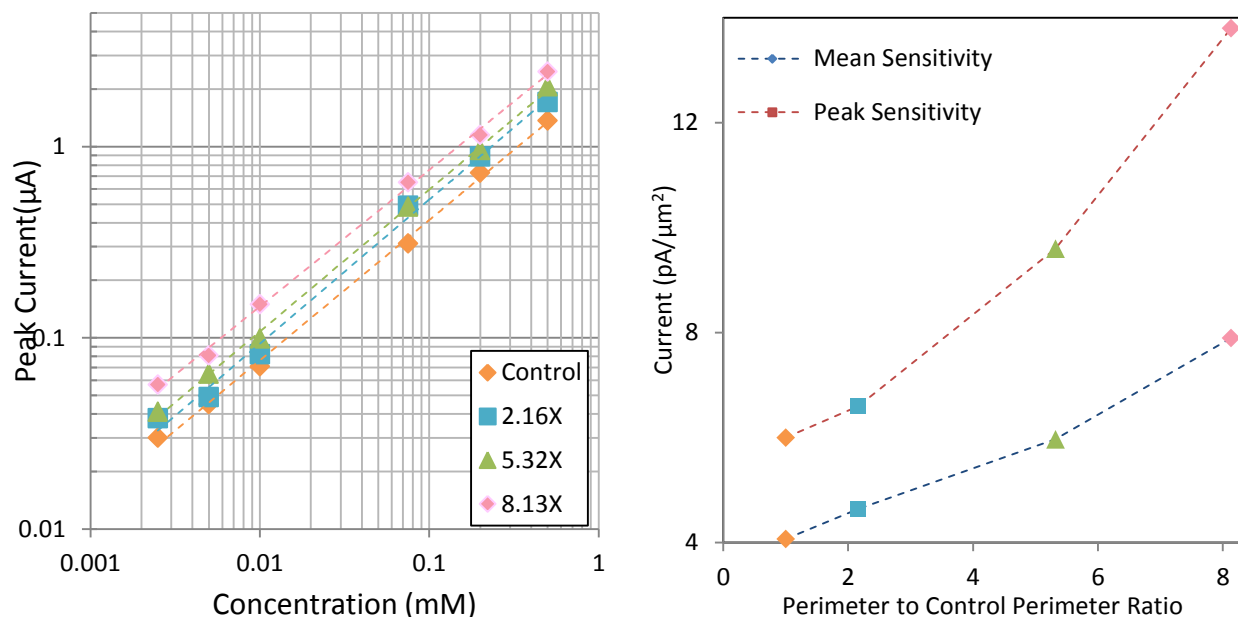 Peak Current(µA)
1
0.1
0.01
0.001
0.01
0.1
1
Concentration (mM)
Control
2.16X
5.32X
8.13X
Current (pA/µm²)
12
8
4
0
2
4
6
8
Perimeter to Control Perimeter Ratio
Mean Sensitivity
Peak Sensitivity